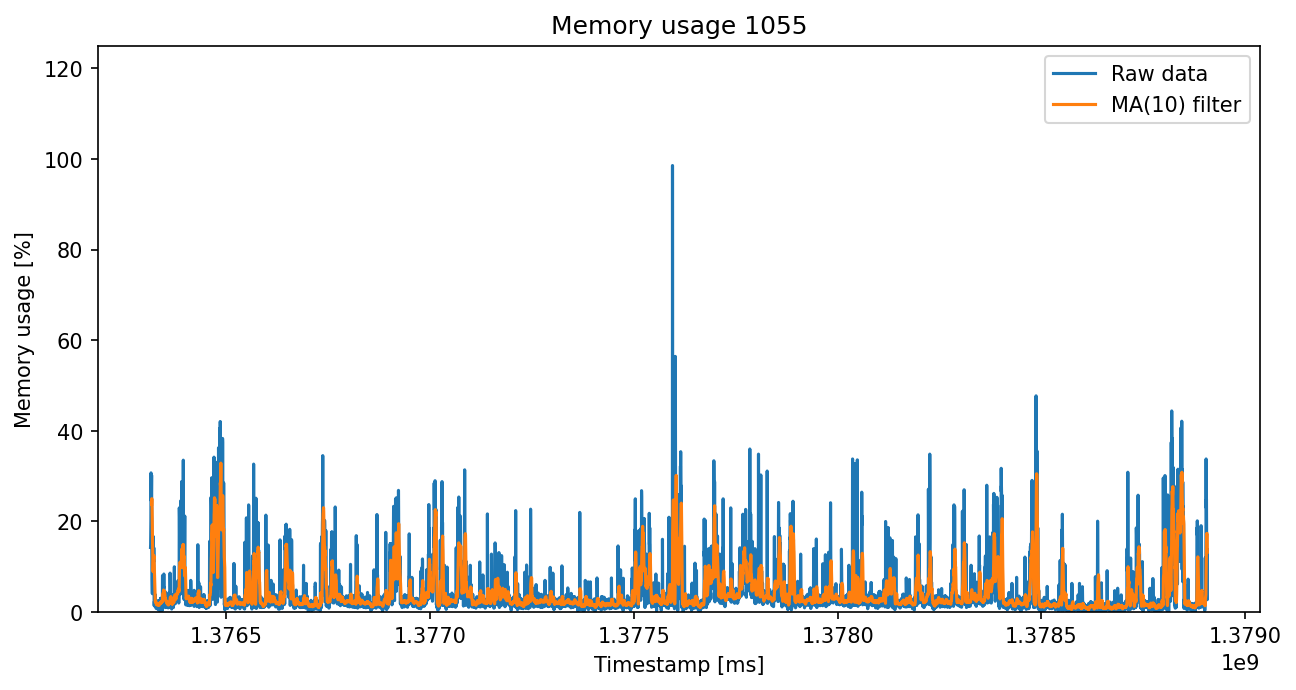 Memory usage 1055
Raw data
MA(10) filter
Memory usage [%]
120
100
80
60
40
20
0
1.3765 1.3770 1.3775 1.3780 1.3785 1.3790
1e9
Timestamp [ms]